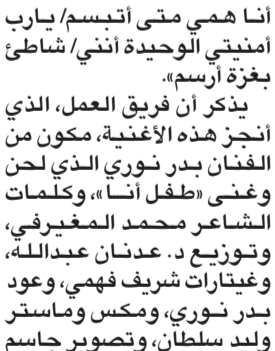 أنا همي متى أتبسم/ يارب
أمنيتي الوحيدة أنني/ شاطئ
بغزة أرسم».
يذكر أن فريق العمل، الذي
أنجز هذه الأغنية، مكون من
الفنان بدر نوري الذي لحن
وغنى «طفل أنا»، وكلمات
الشاعر محمد المغيرفي،
وتوزيع د. عدنان عبدالله،
وغيتارات شريف فهمي، وعود
بدر نوري، ومكس وماستر
وليد سلطان، وتصوير جاسم